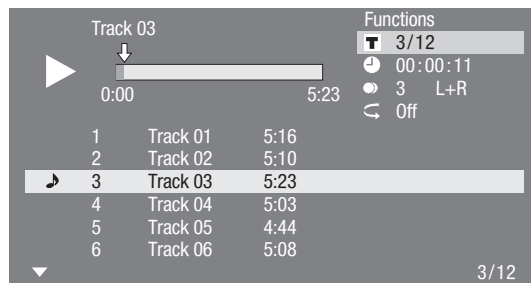 Track 03
0:00 5:23
Functions
T 3/12
00:00:11
3 L+R
Off
1 Track 01 5:16
2 Track 02 5;10
3 Track 03 5:23
4 Track 04 5:03
5 Track 05 4:44
6 Track 06 5:08
3/12